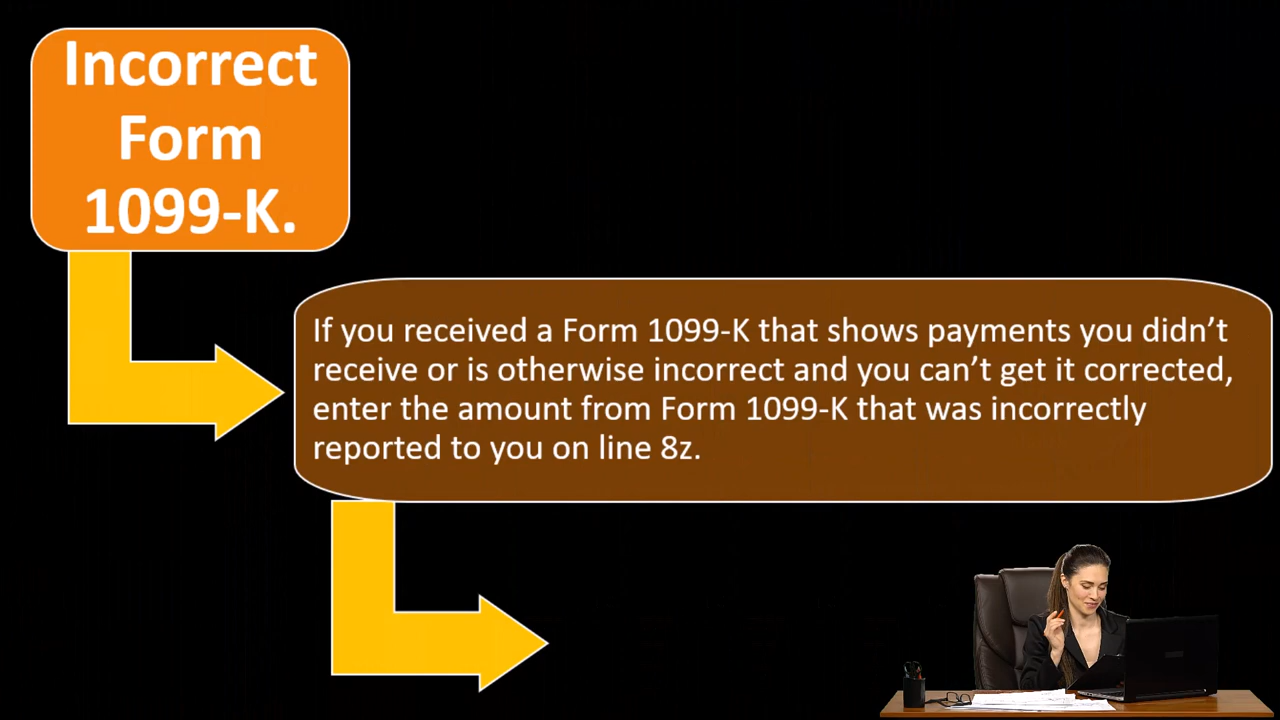 Incorrect
Form
1099-K.
If you received a Form 1099-K that shows payments you didn’t
receive or is otherwise incorrect and you can’t get it corrected,
enter the amount from Form 1099-K that was incorrectly
reported to you on line 8z.